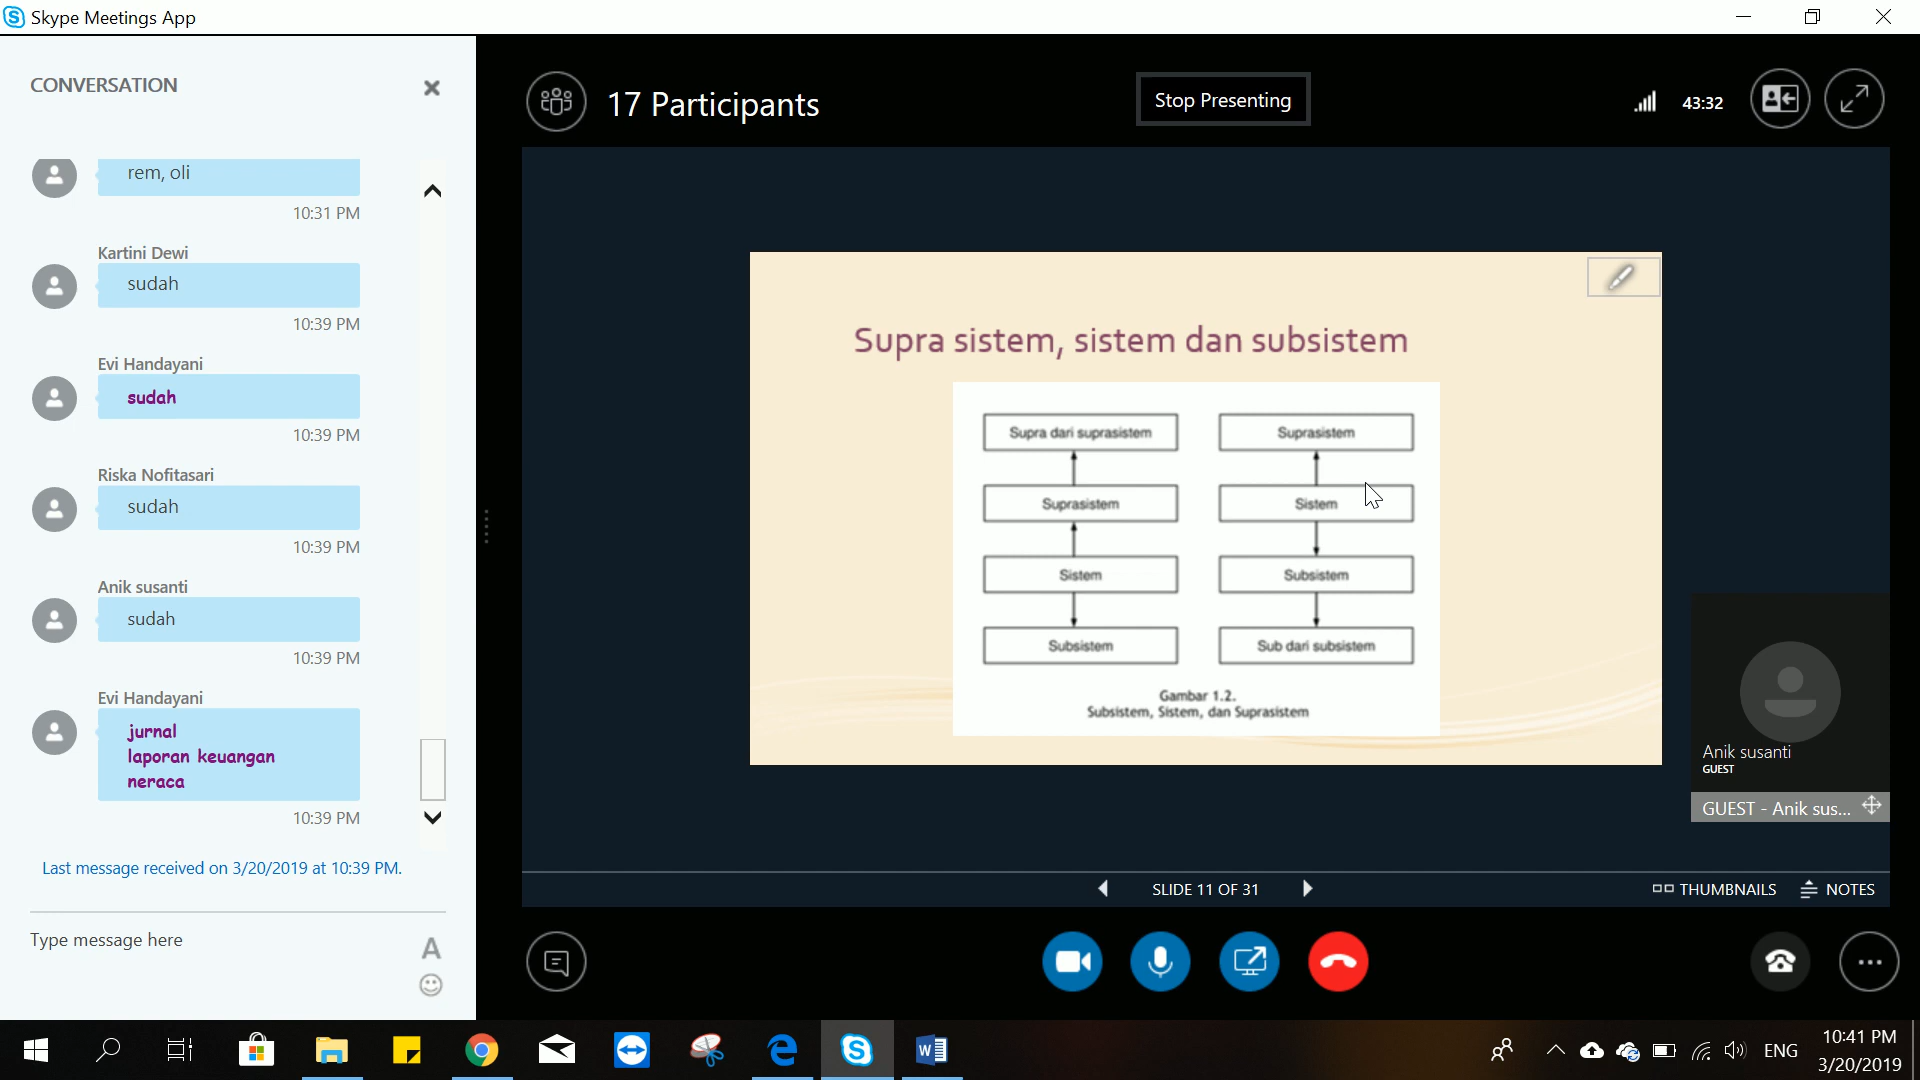 Skype Meetings App
CONVERSATION
rem, oli
10:31 PM
Kartini Dewi
sudah
10:39 PM
Evi Handayani
sudah
10:39 PM
Riska Nofitasari
sudah
10:39 PM
Anik susanti
sudah
10:39 PM
Evi Handayani
jurnal
laporan keuangan
neraca
10:39 PM
Last message received on 3/20/2019 at 10:39 PM.
Type message here
A
17 Participants
Stop Presenting
43:32
Supra sistem, sistem dan subsistem
Supra dari suprasistem
Suprasistem
Sistem
Subsistem
Suprasistem
Sistem
Subsistem
Sub dari subsistem
Gambar 1.2.
Subsistem, Sistem, dan Suprasistem
Anik susanti
GUEST
GUEST - Anik sus...
SLIDE 11 OF 31
THUMBNAILS
NOTES
ENG
10:41 PM
3/20/2019